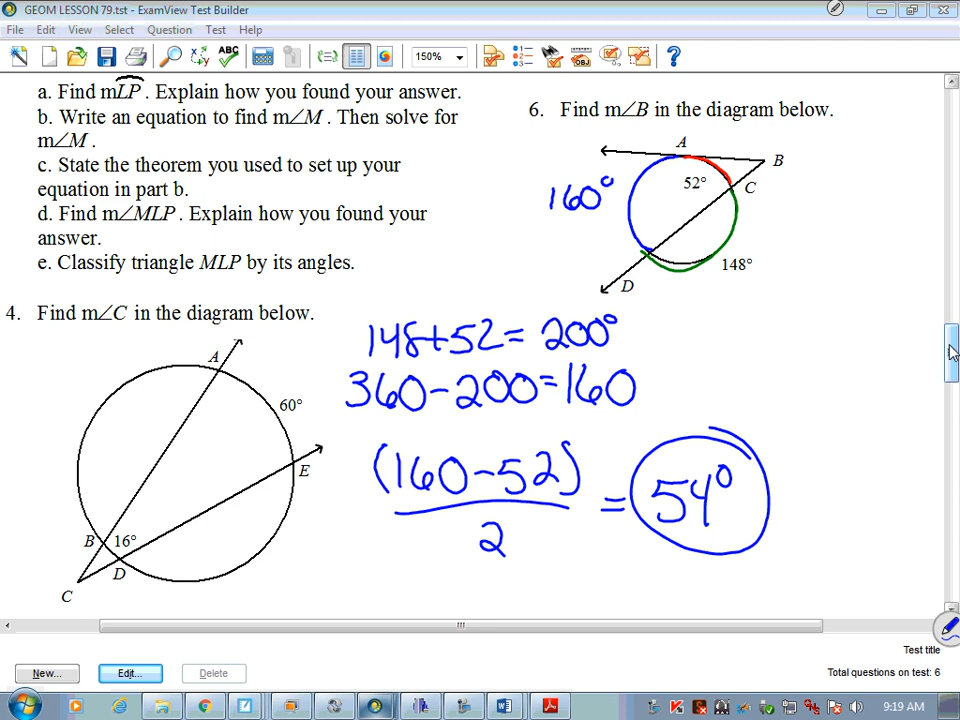 GEOM LESSON 79.tst - ExamView Test Builder
File Edit View Select Question Test Help
ABC
150%
a. Find mLP . Explain how you found your answer.
b. Write an equation to find m∠M . Then solve for
m∠M .
c. State the theorem you used to set up your
equation in part b.
d. Find m∠MLP . Explain how you found your
answer.
e. Classify triangle MLP by its angles.
4. Find m∠C in the diagram below.
A
60°
E
B
16°
D
C
6. Find m∠B in the diagram below.
A
B
52°
C
160°
148°
D
148+52= 200°
360-200=160
(160-52)
2
= 54°
New... Edit... Delete
Test title
Total questions on test: 6
9:19 AM